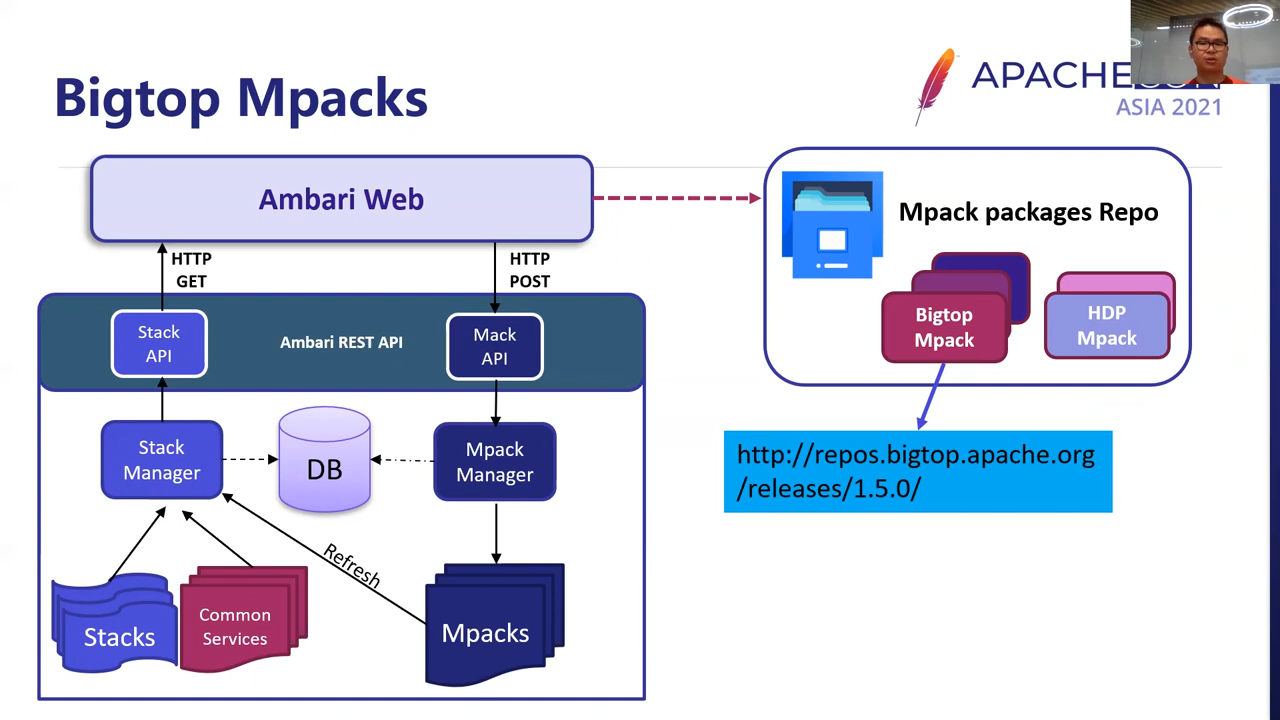 Bigtop Mpacks
APACHECON
ASIA 2021
Ambari Web
Mpack packages Repo
HTTP
GET
HTTP
POST
Bigtop
Mpack
HDP
Mpack
Stack
API
Ambari REST API
Mack
API
Stack
Manager
DB
Mpack
Manager
http://repos.bigtop.apache.org
/releases/1.5.0/
Refresh
Stacks
Common
Services
Mpacks